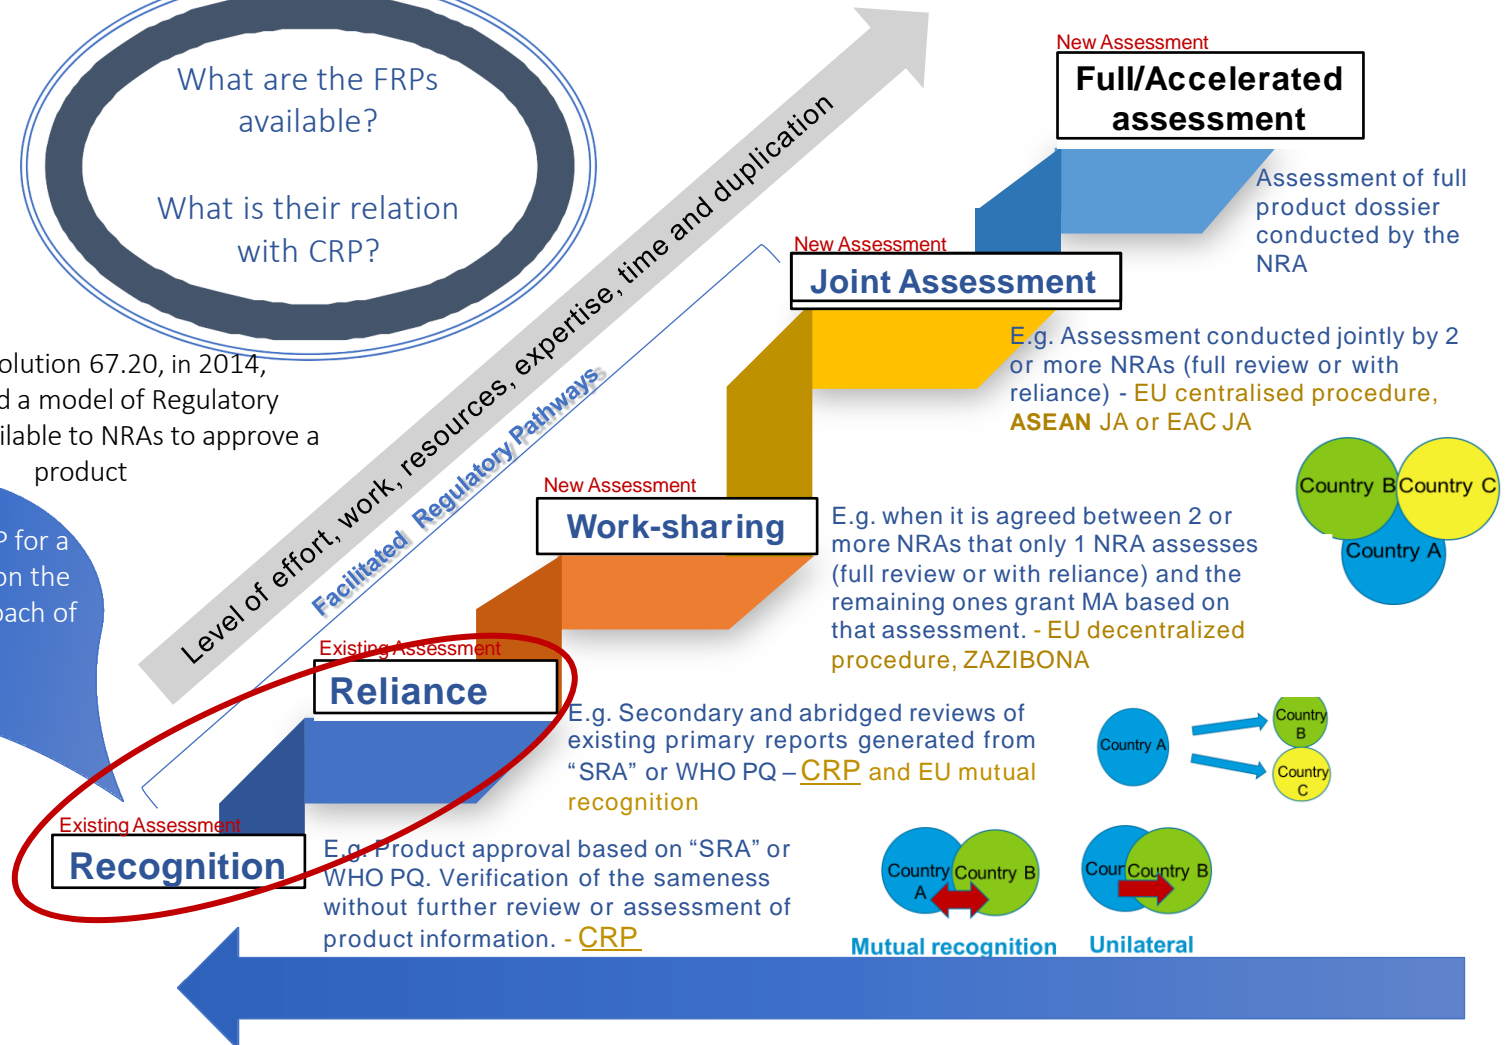 What are the FRPs
available?
What is their relation
with CRP?
olution 67.20, in 2014,
d a model of Regulatory
ilable to NRAs to approve a
product
P for a
on the
oach of
Level of effort, work, resources, expertise, time and duplication
Facilitated Regulatory Pathways
New Assessment
Full/Accelerated
assessment
Assessment of full
product dossier
conducted by the
NRA
New Assessment
Joint Assessment
E.g. Assessment conducted jointly by 2
or more NRAs (full review or with
reliance) - EU centralised procedure,
ASEAN JA or EAC JA
Country B
Country C
Country A
New Assessment
Work-sharing
E.g. when it is agreed between 2 or
more NRAs that only 1 NRA assesses
(full review or with reliance) and the
remaining ones grant MA based on
that assessment. - EU decentralized
procedure, ZAZIBONA
Existing Assessment
Reliance
E.g. Secondary and abridged reviews of
existing primary reports generated from
“SRA” or WHO PQ – CRP and EU mutual
recognition
Country A
Country
B
Country
C
Existing Assessment
Recognition
E.g. Product approval based on “SRA” or
WHO PQ. Verification of the sameness
without further review or assessment of
product information. - CRP
Country
A
Country B
Mutual recognition
Cour
Country B
Unilateral